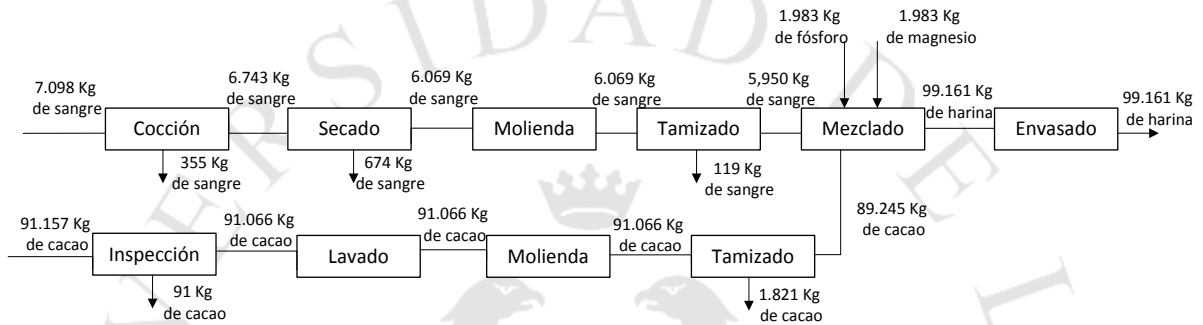 1.983 Kg
de fósforo
1.983 Kg
de magnesio
7.098 Kg
de sangre
Cocción
6.743 Kg
de sangre
Secado
6.069 Kg
de sangre
Molienda
6.069 Kg
de sangre
Tamizado
5,950 Kg
de sangre
Mezclado
99.161 Kg
de harina
Envasado
99.161 Kg
de harina
355 Kg
de sangre
674 Kg
de sangre
119 Kg
de sangre
91.157 Kg
de cacao
Inspección
91.066 Kg
de cacao
Lavado
91.066 Kg
de cacao
Molienda
91.066 Kg
de cacao
Tamizado
89.245 Kg
de cacao
91 Kg
de cacao
1.821 Kg
de cacao